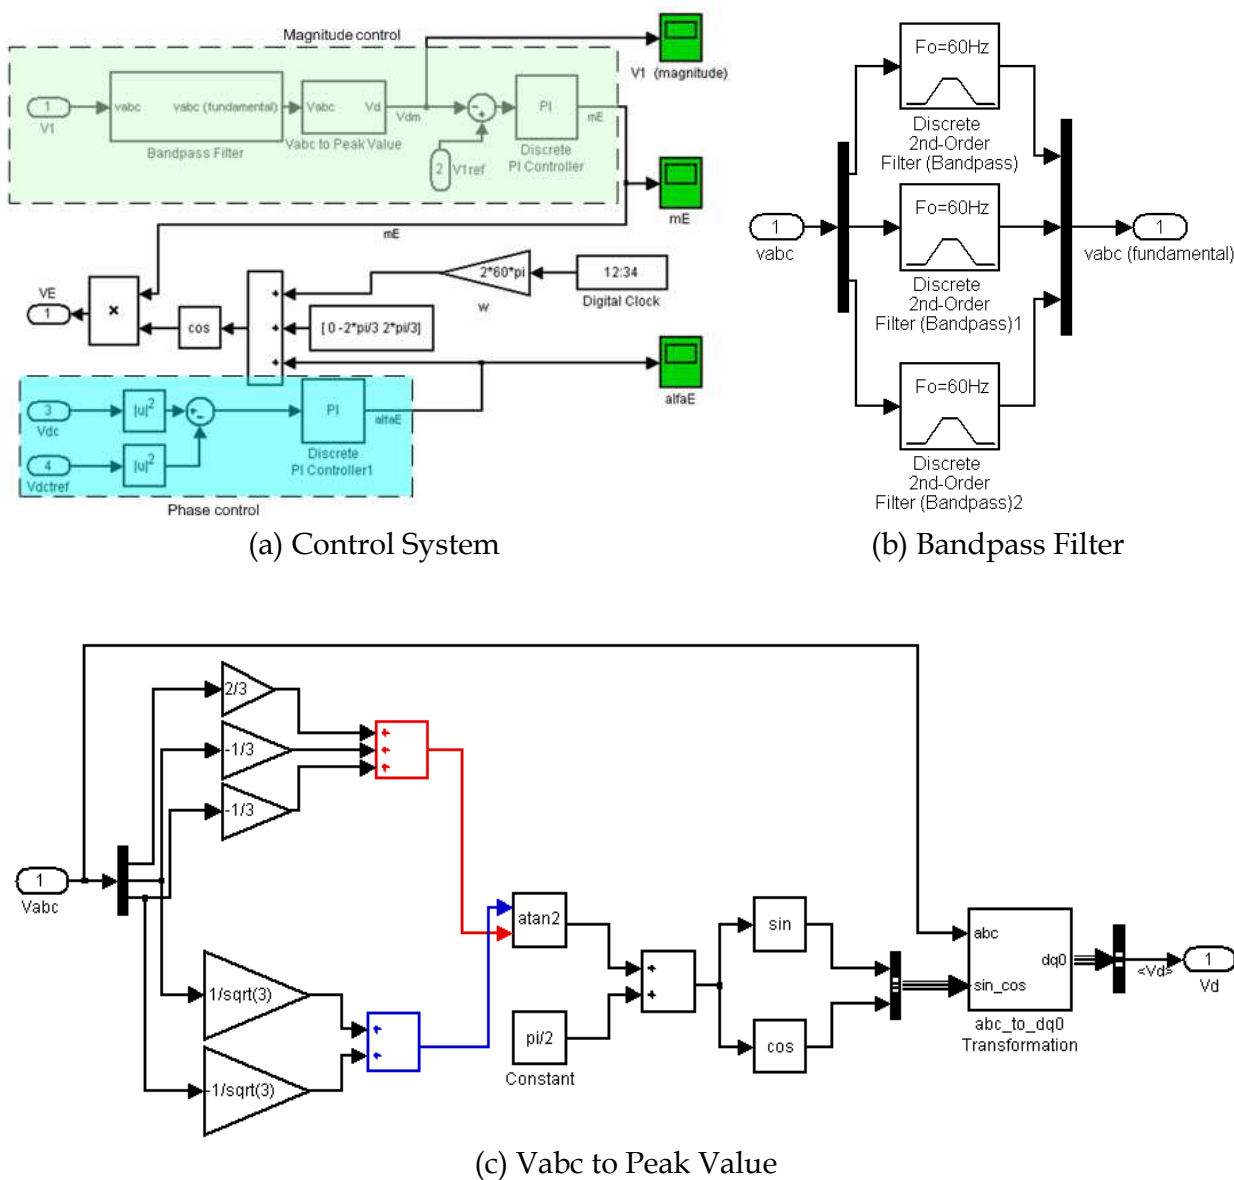 Magnitude control
V1 (magnitude)
1
V1
vabc
vabc (fundamental)
Bandpass Filter
Vabc
Vd
Vabc to Peak Value
Vdm
-
+
2
V1ref
PI
mE
Discrete
PI Controller
mE
mE
VE
1
×
cos
+
+
+
2*60*pi
w
12:34
Digital Clock
[ 0 -2*pi/3 2*pi/3]
alfaE
3
Vdc
|u|2
+
-
4
Vdctref
|u|2
PI
alfaE
Discrete
PI Controller1
Phase control
(a) Control System
Fo=60Hz
Discrete
2nd-Order
Filter (Bandpass)
1
vabc
Fo=60Hz
Discrete
2nd-Order
Filter (Bandpass)1
1
vabc (fundamental)
Fo=60Hz
Discrete
2nd-Order
Filter (Bandpass)2
(b) Bandpass Filter
2/3
-1/3
-1/3
+
+
+
1
Vabc
1/sqrt(3)
-1/sqrt(3)
+
+
atan2
pi/2
Constant
+
+
sin
cos
abc
dq0
sin_cos
abc_to_dq0
Transformation
<Vd>
1
Vd
(c) Vabc to Peak Value